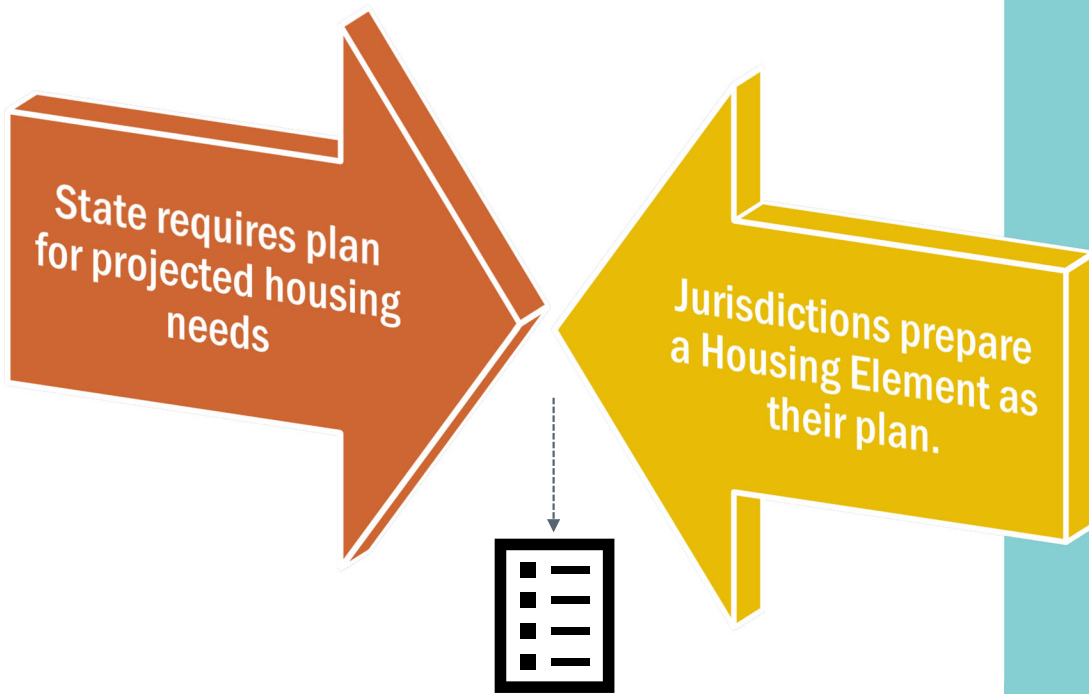 State requires plan
for projected housing
needs
Jurisdictions prepare
a Housing Element as
their plan.